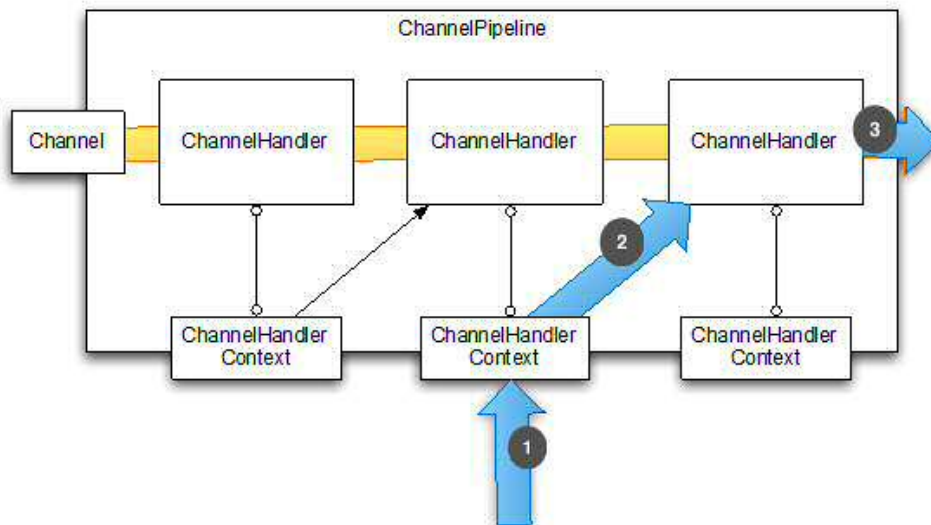 ChannelPipeline
Channel
ChannelHandler
ChannelHandler
ChannelHandler
3
2
ChannelHandler
Context
ChannelHandler
Context
ChannelHandler
Context
1